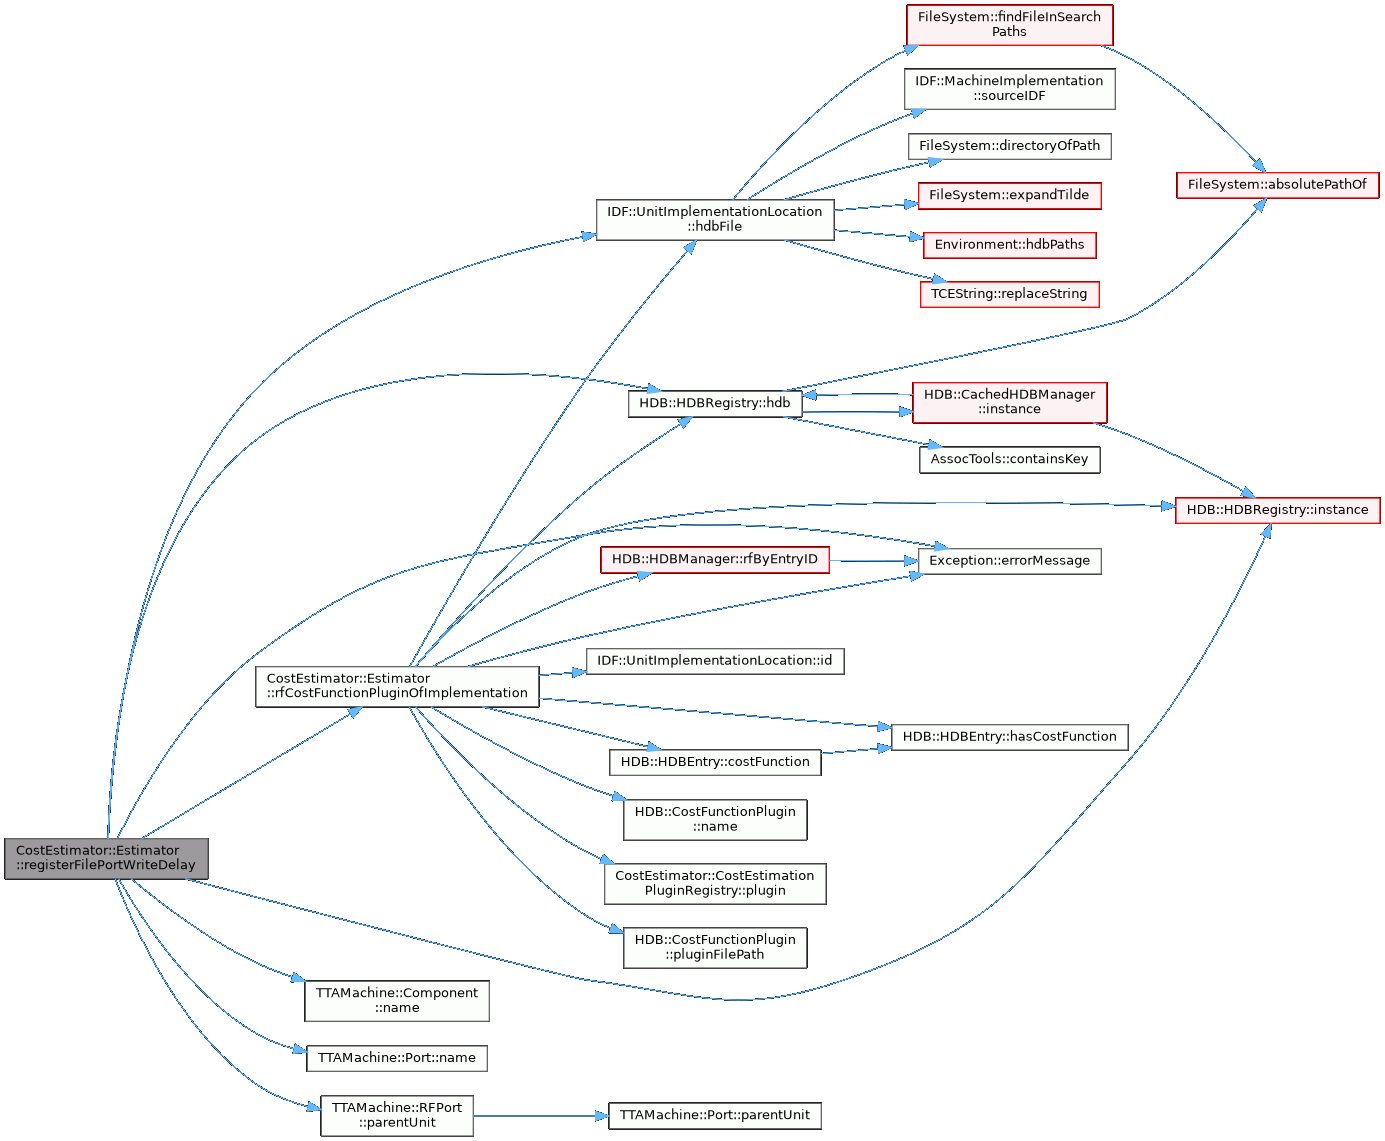 FileSystem::findFileInSearch
Paths
IDF::MachineImplementation
::sourceIDF
FileSystem::directoryOfPath
FileSystem::absolutePathOf
FileSystem::expandTilde
IDF::UnitImplementationLocation
::hdbFile
Environment::hdbPaths
TCEString::replaceString
HDB::HDBRegistry::hdb
HDB::CachedHDBManager
::instance
AssocTools::containsKey
HDB::HDBRegistry::instance
HDB::HDBManager::rfByEntryID
Exception::errorMessage
IDF::UnitImplementationLocation::id
CostEstimator::Estimator
::rfCostFunctionPluginOfImplementation
HDB::HDBEntry::hasCostFunction
HDB::HDBEntry::costFunction
HDB::CostFunctionPlugin
::name
CostEstimator::Estimator
::registerFilePortWriteDelay
CostEstimator::CostEstimation
PluginRegistry::plugin
HDB::CostFunctionPlugin
::pluginFilePath
TTAMachine::Component
::name
TTAMachine::Port::name
TTAMachine::RFPort
::parentUnit
TTAMachine::Port::parentUnit